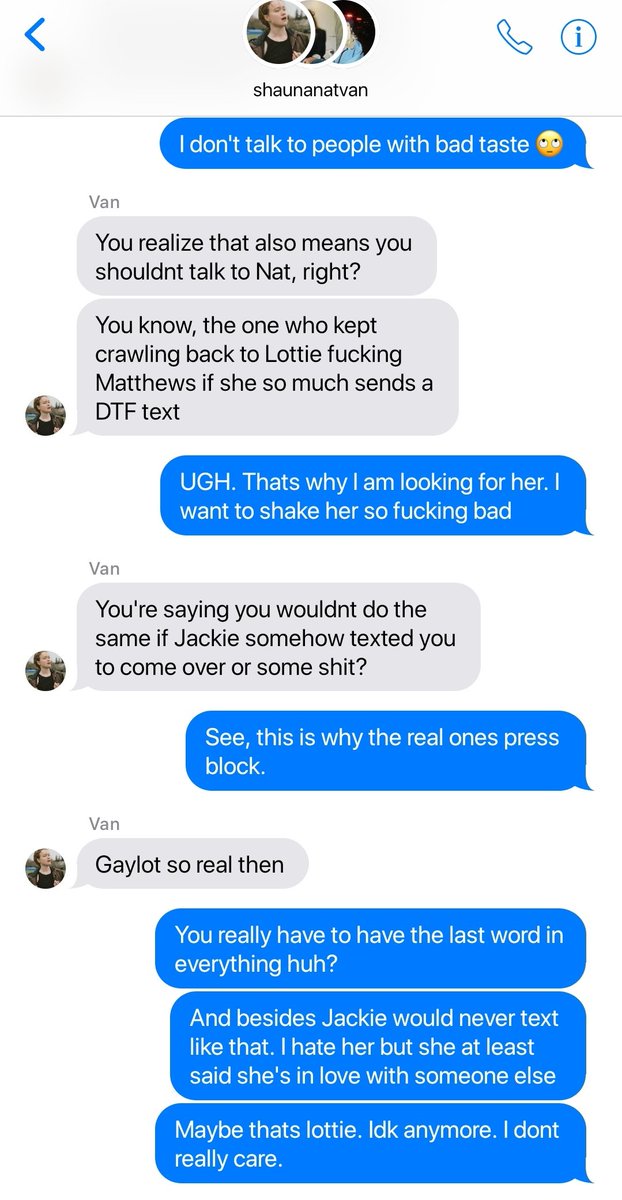 shaunanatvan
I don't talk to people with bad taste 🙄
Van
You realize that also means you
shouldnt talk to Nat, right?
You know, the one who kept
crawling back to Lottie fucking
Matthews if she so much sends a
DTF text
UGH. Thats why I am looking for her. I
want to shake her so fucking bad
Van
You're saying you wouldnt do the
same if Jackie somehow texted you
to come over or some shit?
See, this is why the real ones press
block.
Van
Gaylot so real then
You really have to have the last word in
everything huh?
And besides Jackie would never text
like that. I hate her but she at least
said she's in love with someone else
Maybe thats lottie. Idk anymore. I dont
really care.